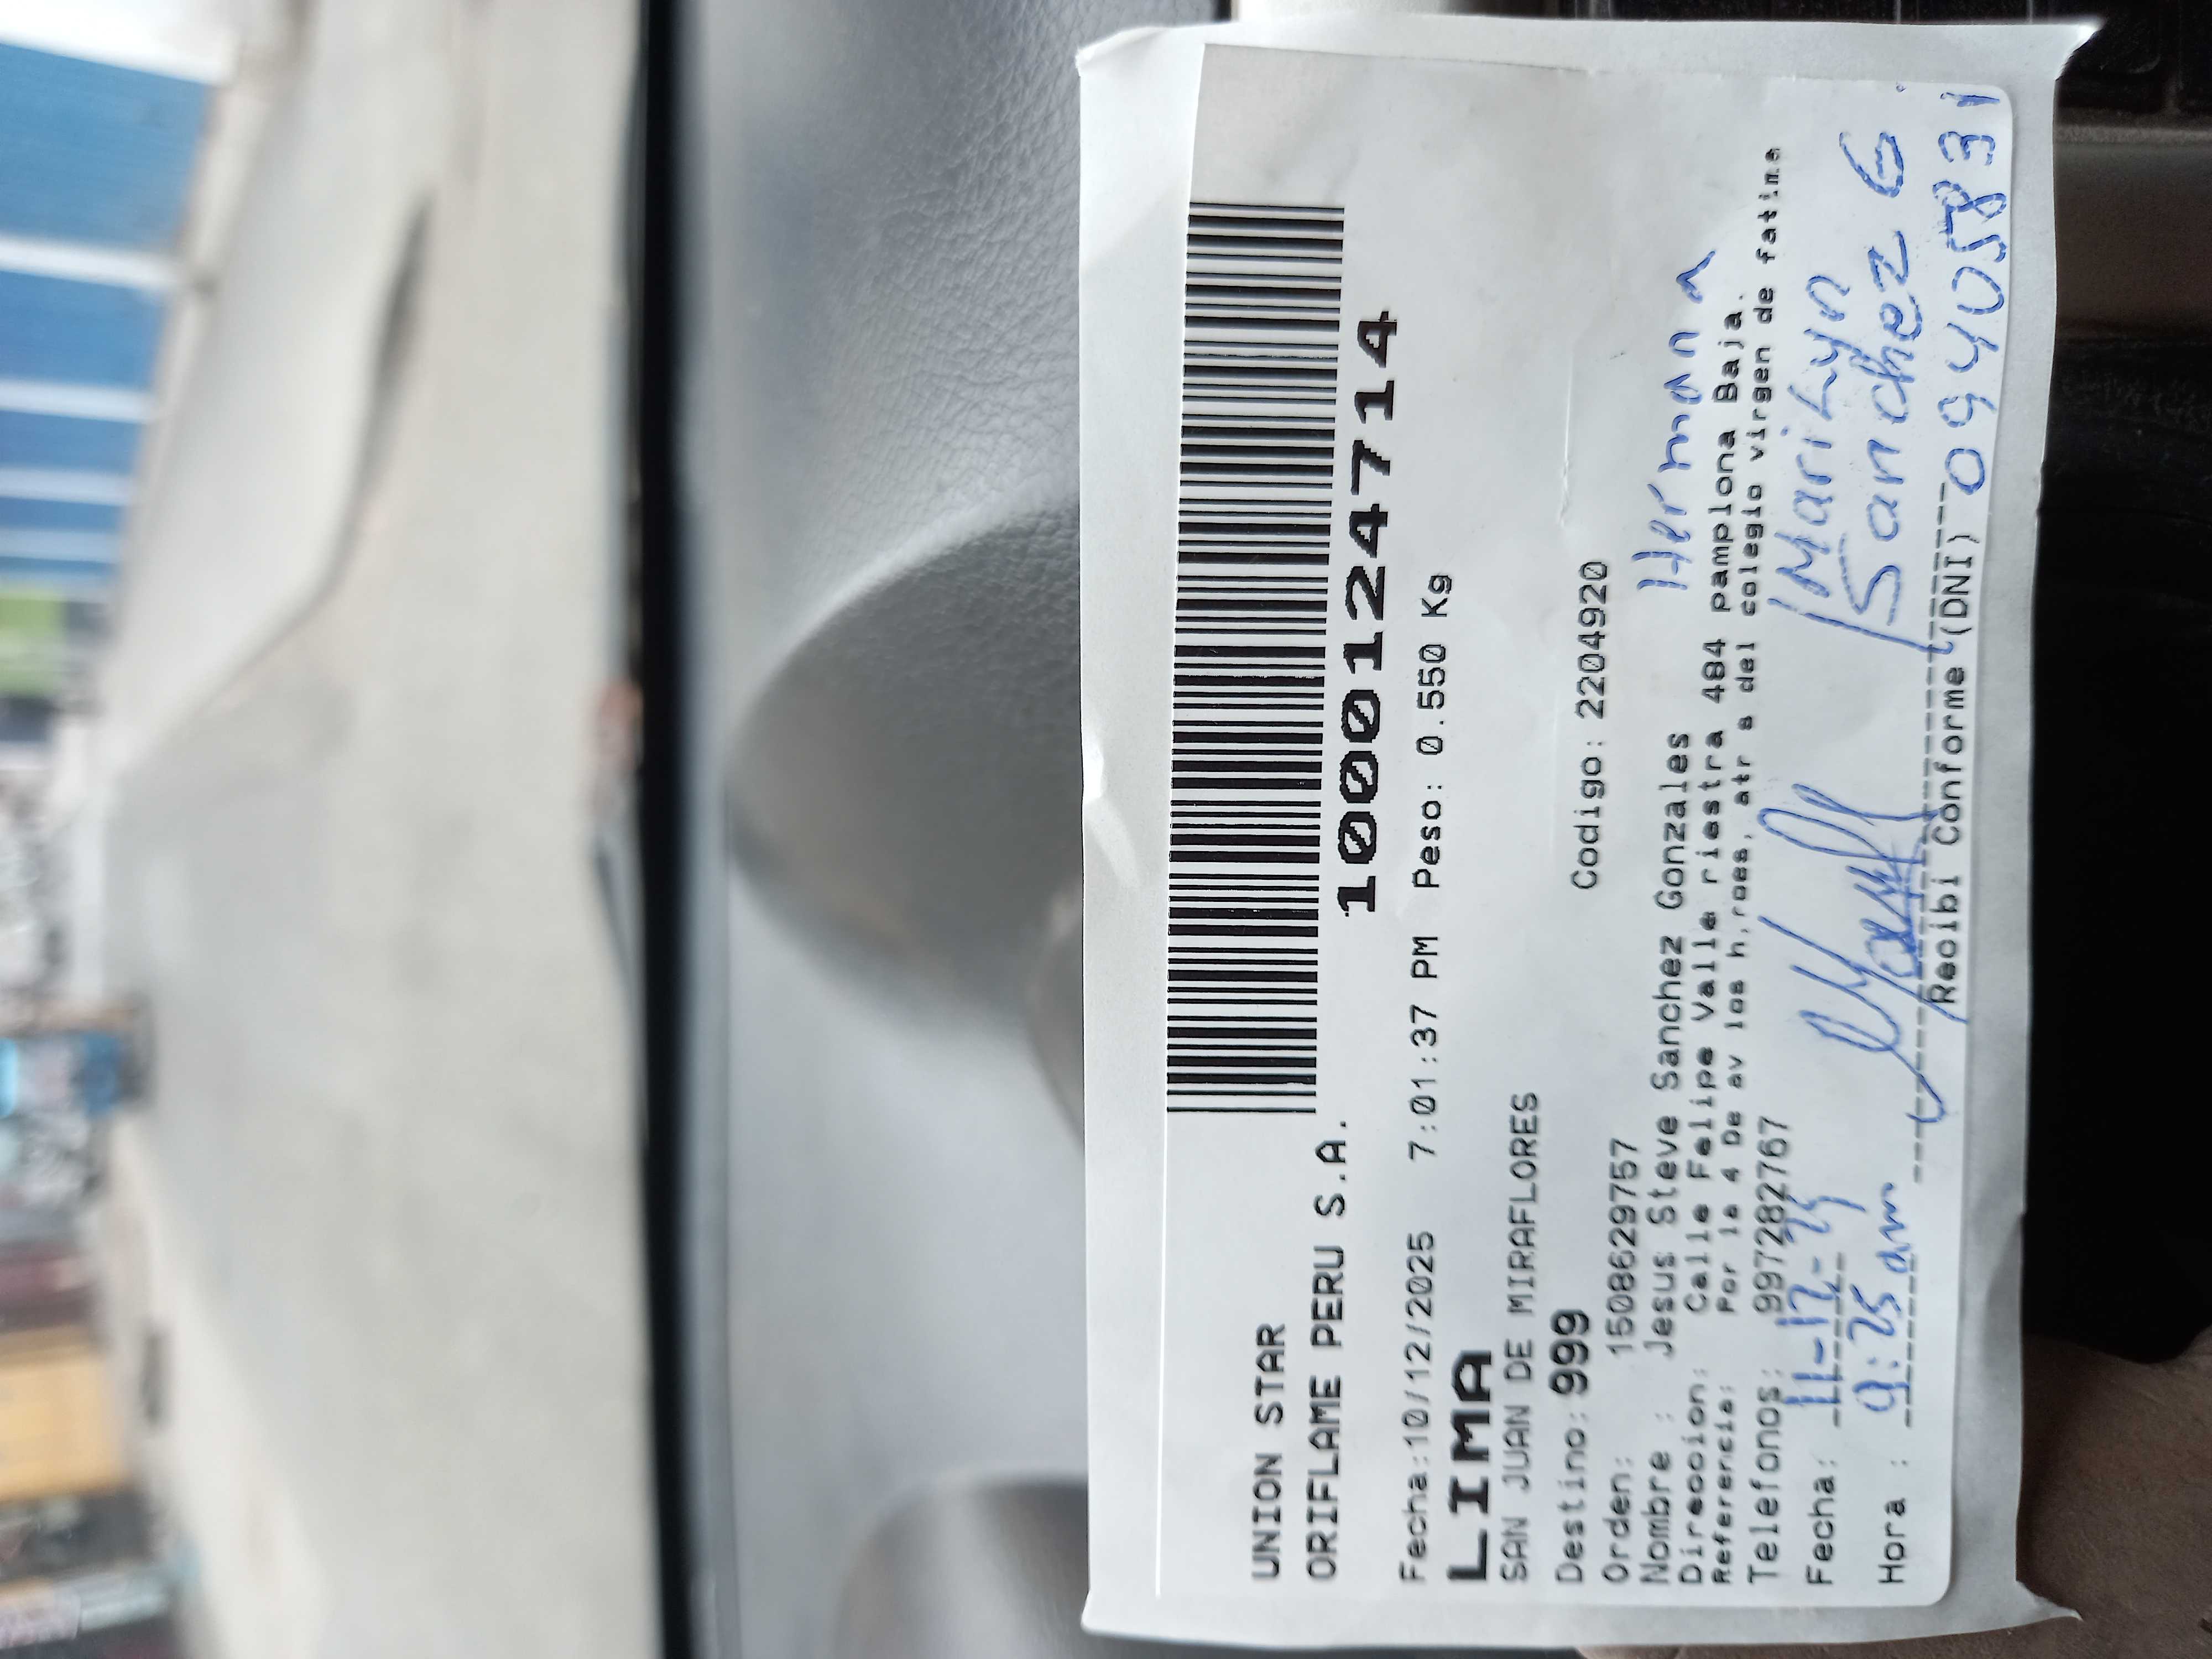 UNION STAR
ORIFLAME PERU S.A.
10001247714
Fecha:10/12/2025 7:01:37 PM Peso: 0.550 Kg
LIMA
SAN JUAN DE MIRAFLORES
Destino: 999 Codigo: 2204920
Orden: 1508629757
Nombre : Jesus Steve Sanchez Gonzales
Hermana
Direccion: Calle Felipe Valle riestra 484 pamplona Baja.
Referencia: Por la 4 De av los h,roes, atr s del colegio virgen de fatima
Telefonos: 997282767
Fecha: 11-12-25 Marilyn
Hora : 9:25 am Sanchez G
Recibi Conforme (DNI) 09405831